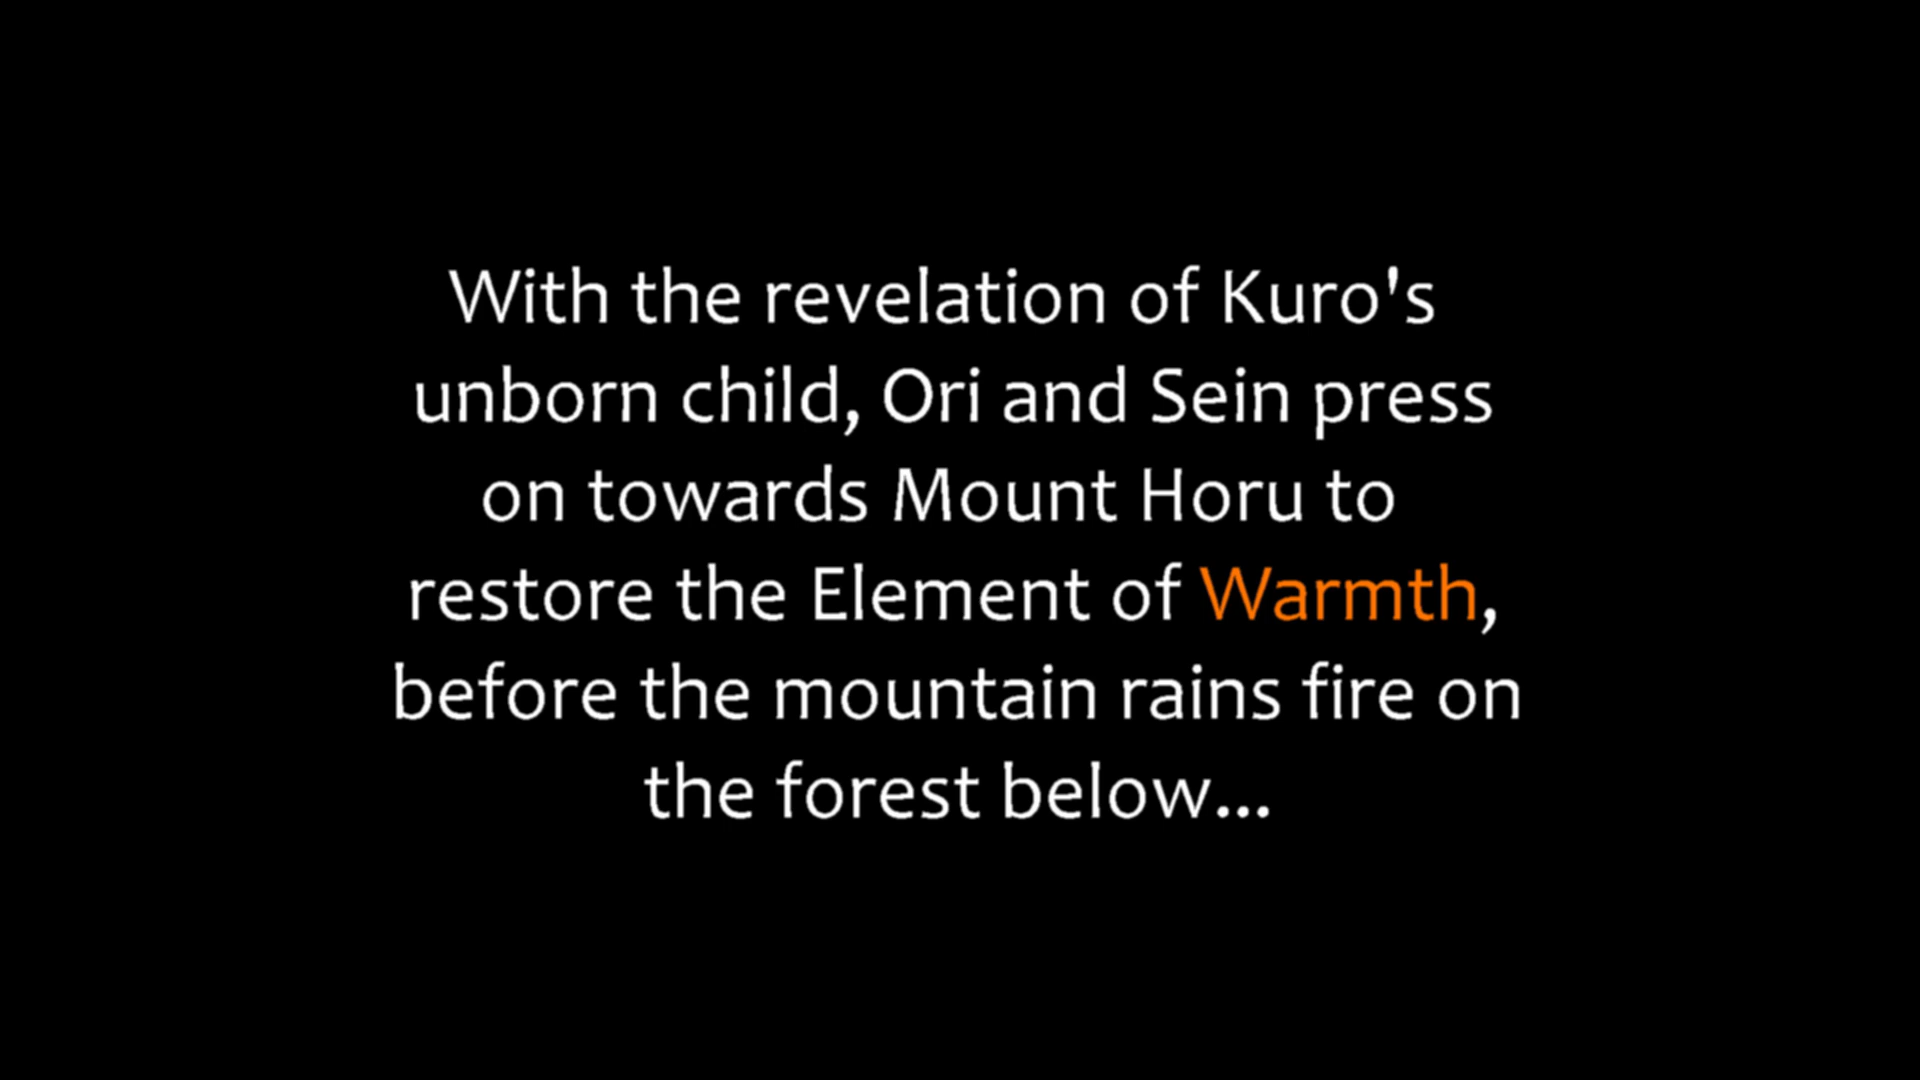 With the revelation of Kuro's
unborn child, Ori and Sein press
on towards Mount Horu to
restore the Element of Warmth,
before the mountain rains fire on
the forest below...